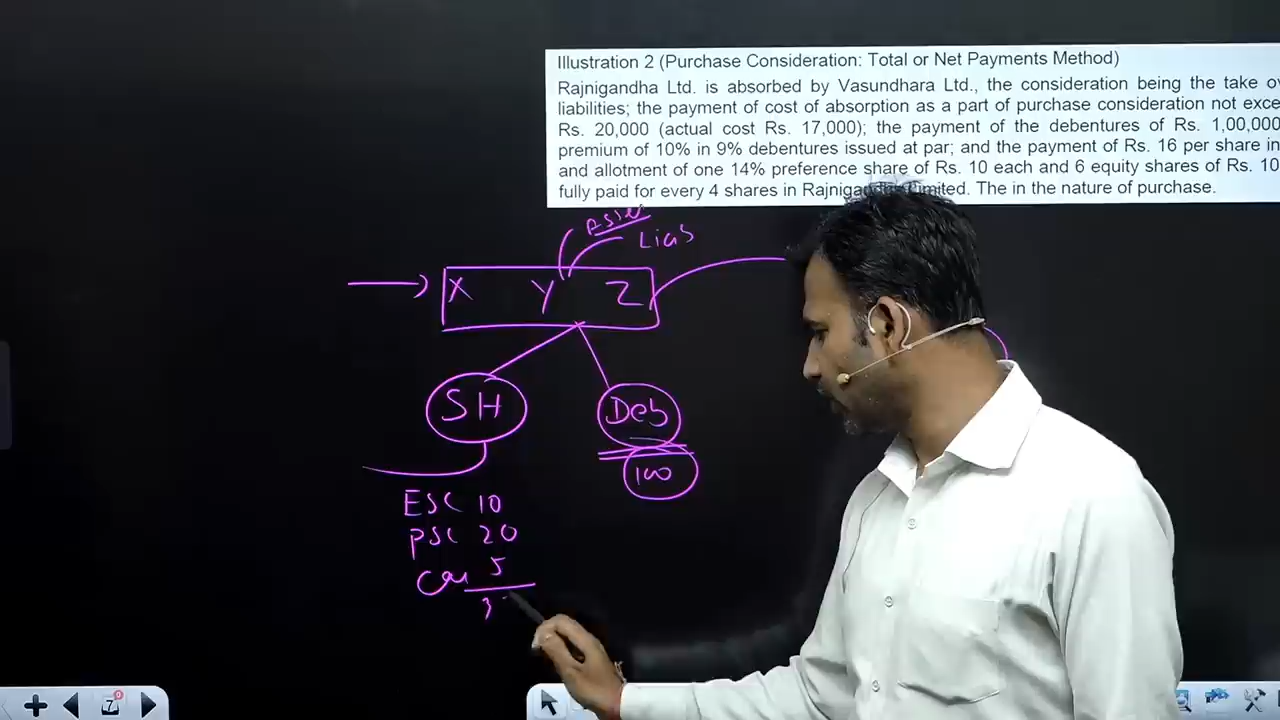 Illustration 2 (Purchase Consideration: Total or Net Payments Method)
Rajnigandha Ltd. is absorbed by Vasundhara Ltd., the consideration being the take ov
liabilities; the payment of cost of absorption as a part of purchase consideration not exce
Rs. 20,000 (actual cost Rs. 17,000); the payment of the debentures of Rs. 1,00,000
premium of 10% in 9% debentures issued at par; and the payment of Rs. 16 per share in
and allotment of one 14% preference share of Rs. 10 each and 6 equity shares of Rs. 10
fully paid for every 4 shares in Rajnigandha Limited. The in the nature of purchase.
Liab
X Y Z
SH Deb
100
ESC 10
PSC 20
5
7